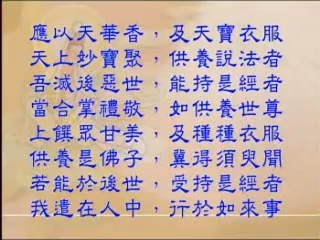 應以天華香，及天寶衣服
天上妙寶聚，供養說法者
吾滅後惡世，能持是經者
當合掌禮敬，如供養世尊
上饌眾甘美，及種種衣服
供養是佛子，冀得須臾聞
若能於後世，受持是經者
我遣在人中，行於如來事